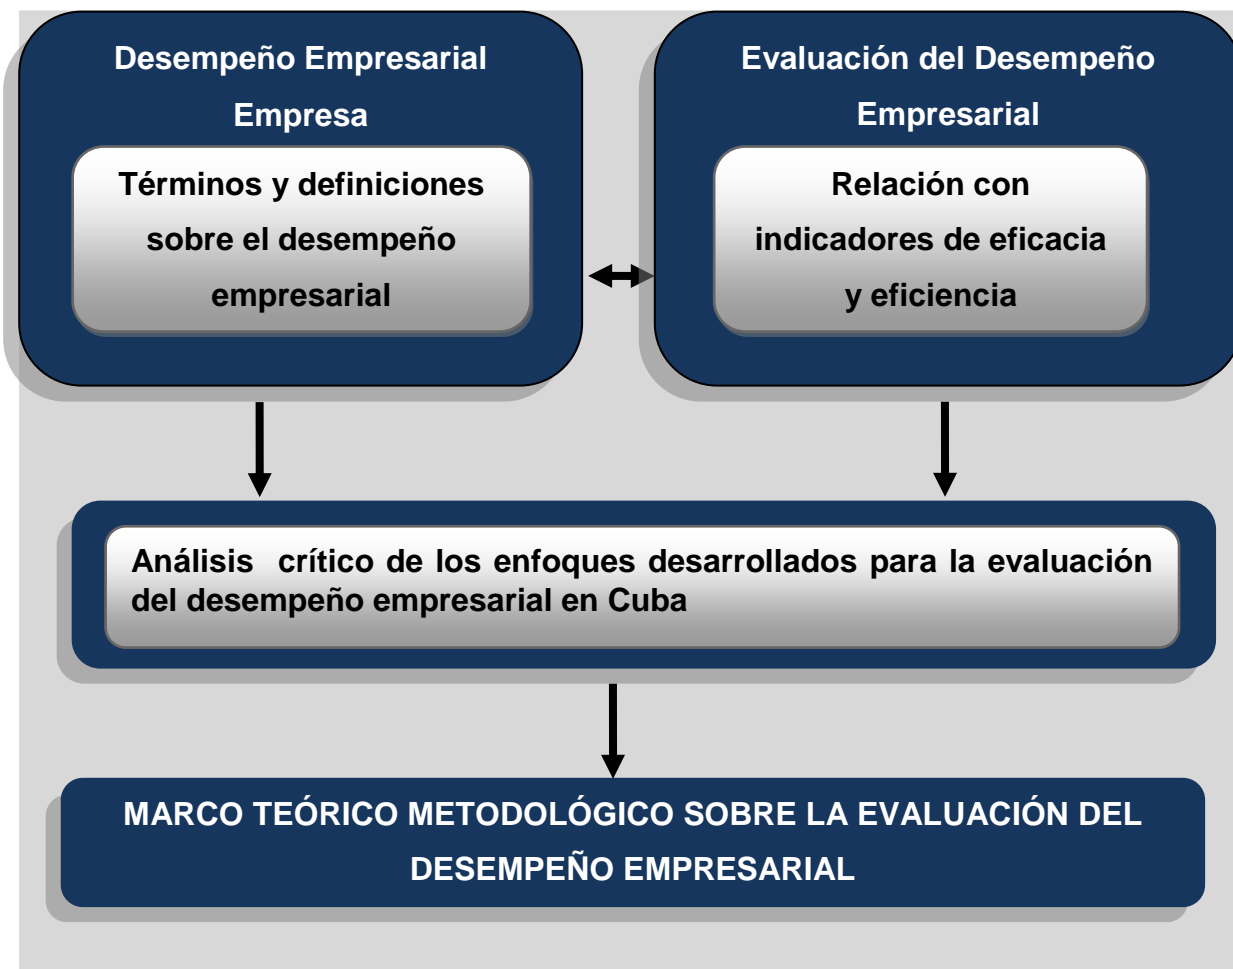 Desempeño Empresarial
Empresa
Términos y definiciones
sobre el desempeño
empresarial
Evaluación del Desempeño
Empresarial
Relación con
indicadores de eficacia
y eficiencia
Análisis crítico de los enfoques desarrollados para la evaluación
del desempeño empresarial en Cuba
MARCO TEÓRICO METODOLÓGICO SOBRE LA EVALUACIÓN DEL
DESEMPEÑO EMPRESARIAL